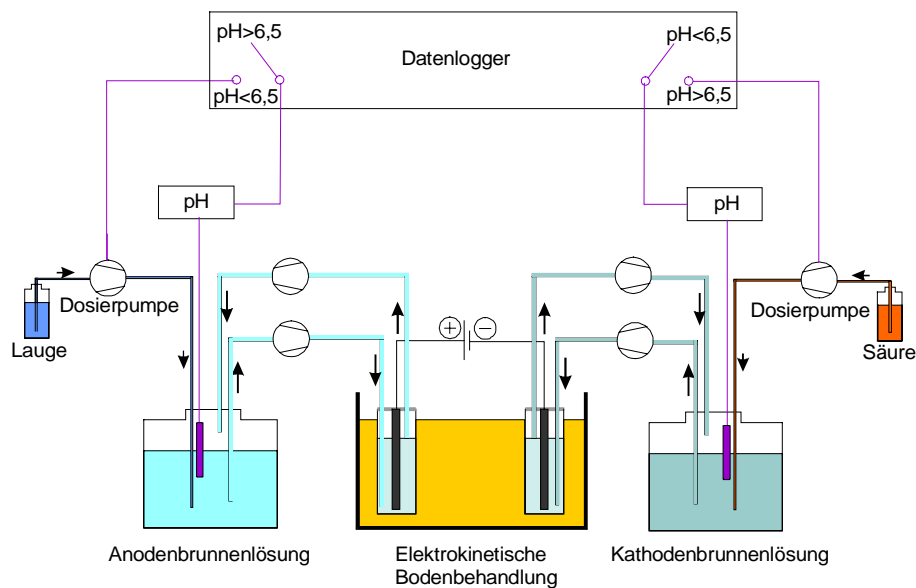 pH>6,5
pH<6,5
Datenlogger
pH<6,5
pH>6,5
pH
pH
Dosierpumpe
Dosierpumpe
Lauge
Säure
+
−
Anodenbrunnenlösung
Elektrokinetische
Bodenbehandlung
Kathodenbrunnenlösung